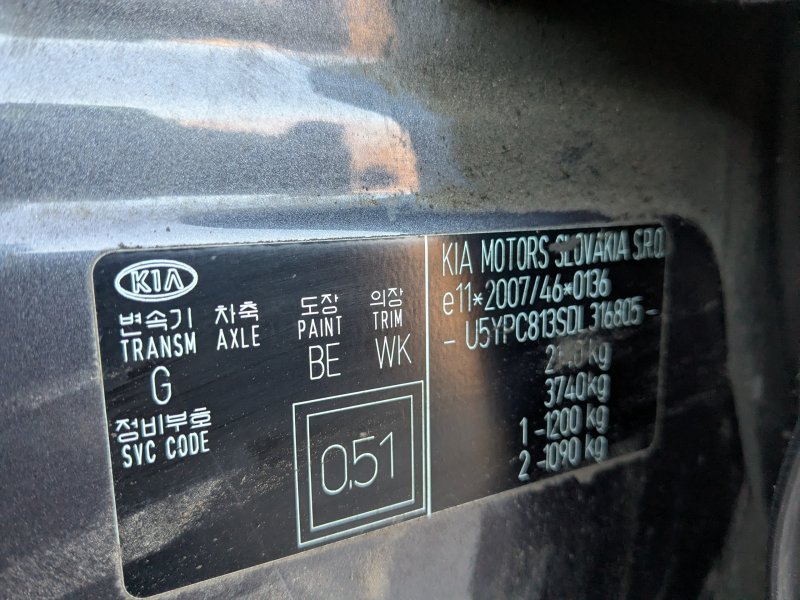 KIA
변속기 차축 도장 의장
TRANSM AXLE PAINT TRIM
G BE WK
정비부호
SVC CODE
0,51
KIA MOTORS SLOVAKIA S.R.O.
e11*2007/46*0136
- U5YPC813SDL316805 -
kg
3740kg
1 -1200 kg
2 -1090 kg